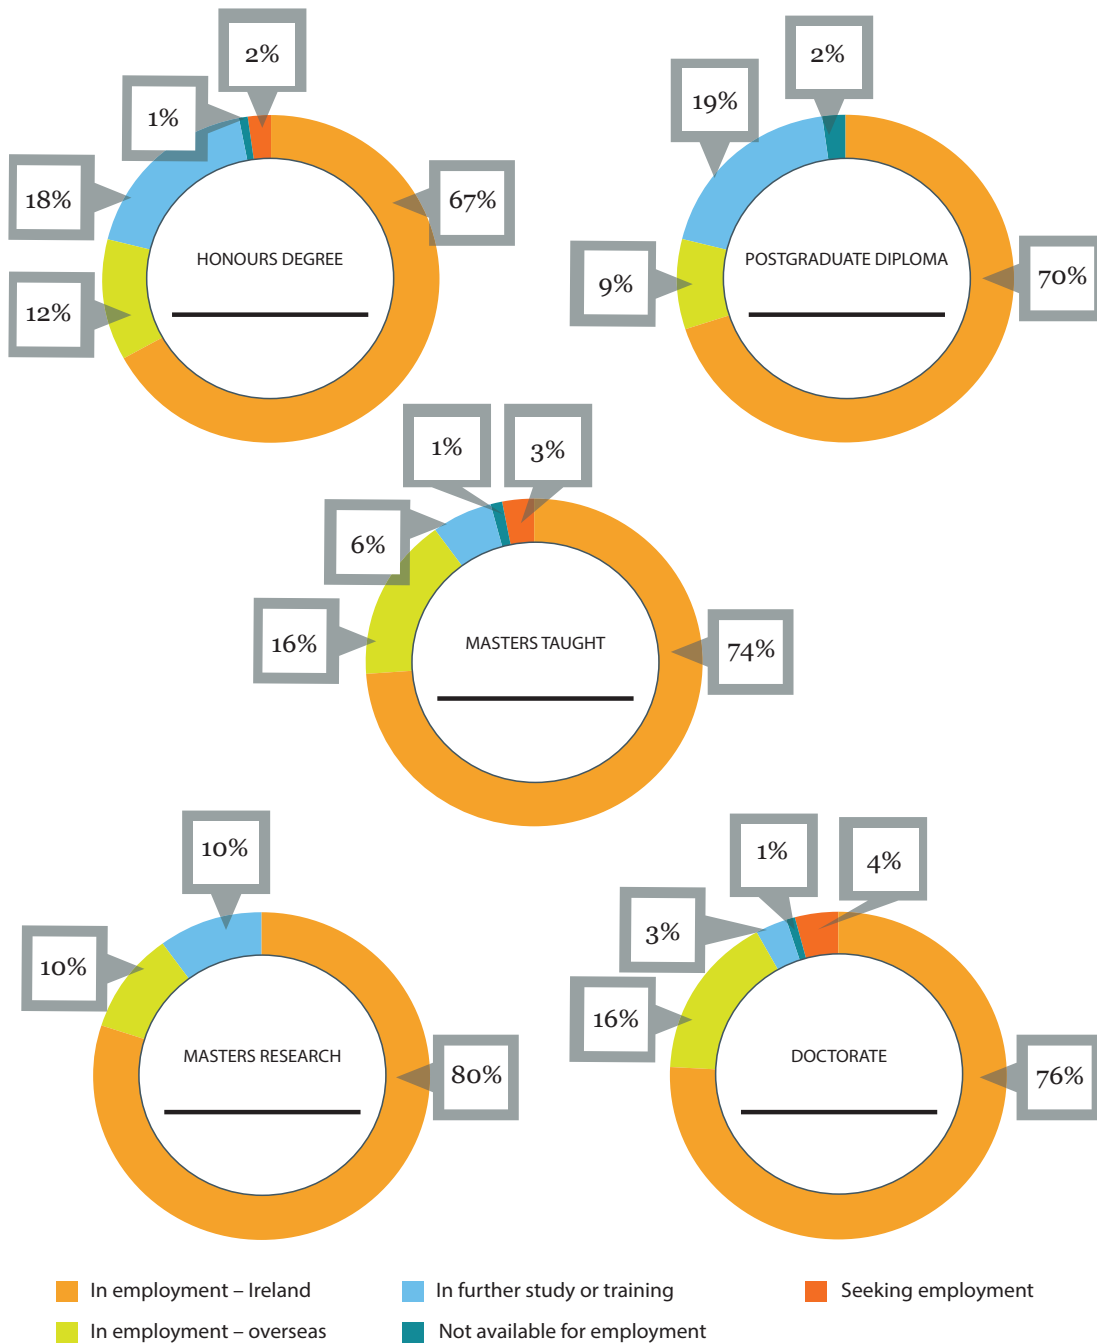 2%
1%
18%
67%
12%
HONOURS DEGREE
2%
19%
9%
70%
POSTGRADUATE DIPLOMA
1%
3%
6%
16%
74%
MASTERS TAUGHT
10%
10%
80%
MASTERS RESEARCH
1%
4%
3%
16%
76%
DOCTORATE
In employment – Ireland
In further study or training
Seeking employment
In employment – overseas
Not available for employment